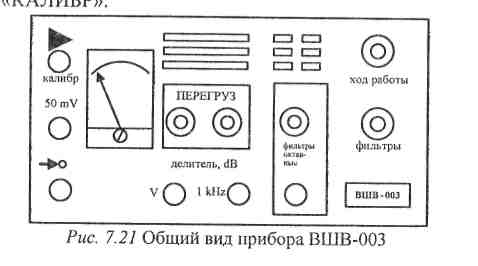 «КАЛИБР».
калибр
50 mV
ПЕРЕГРУЗ
делитель, dB
V
1 kHz
фильтры
октав-
ные
ход работы
фильтры
ВШВ-003
Рис. 7.21 Общий вид прибора ВШВ-003